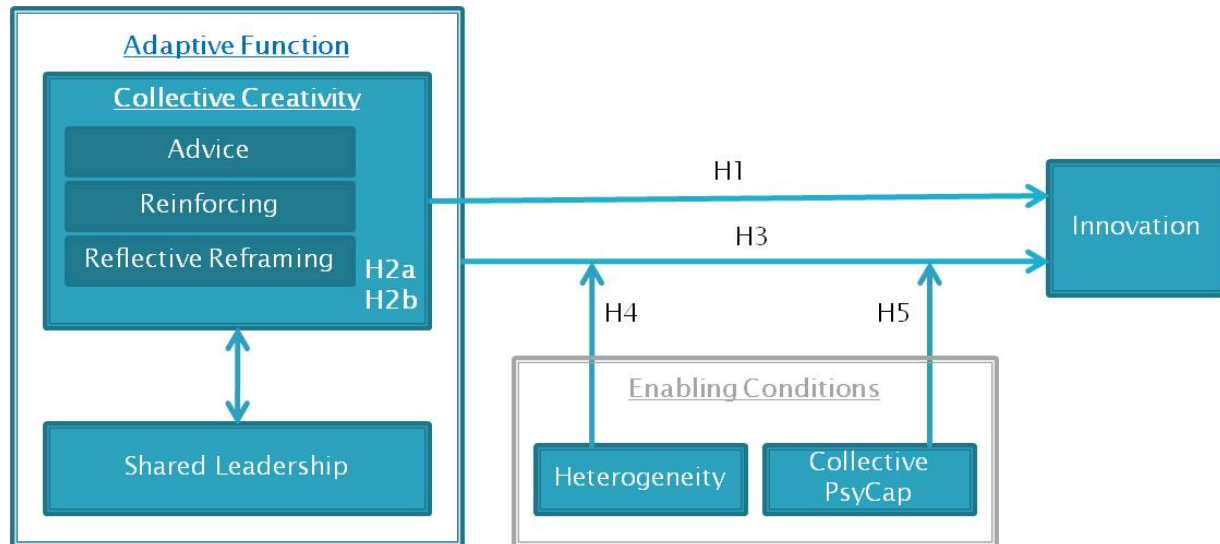 Adaptive Function
Collective Creativity
Advice
Reinforcing
Reflective Reframing
H2a
H2b
Shared Leadership
H1
H3
H4
H5
Enabling Conditions
Heterogeneity
Collective
PsyCap
Innovation